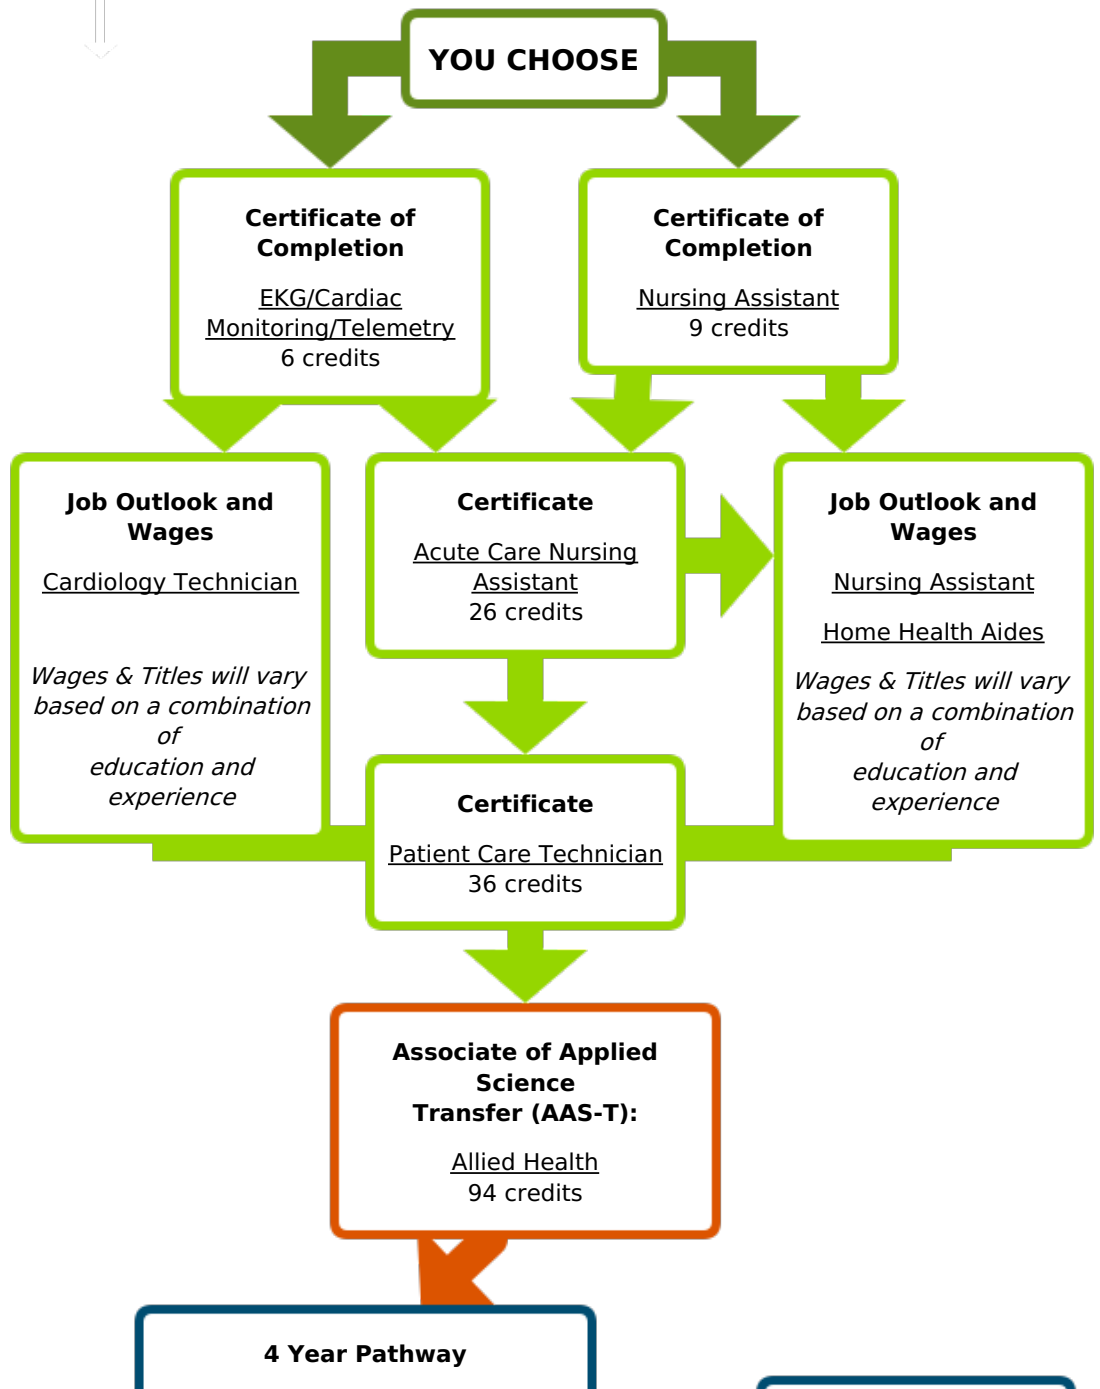 YOU CHOOSE
Certificate of
Completion
EKG/Cardiac
Monitoring/Telemetry
6 credits
Certificate of
Completion
Nursing Assistant
9 credits
Job Outlook and
Wages
Cardiology Technician
Wages & Titles will vary
based on a combination
of
education and
experience
Certificate
Acute Care Nursing
Assistant
26 credits
Job Outlook and
Wages
Nursing Assistant
Home Health Aides
Wages & Titles will vary
based on a combination
of
education and
experience
Certificate
Patient Care Technician
36 credits
Associate of Applied
Science
Transfer (AAS-T):
Allied Health
94 credits
4 Year Pathway